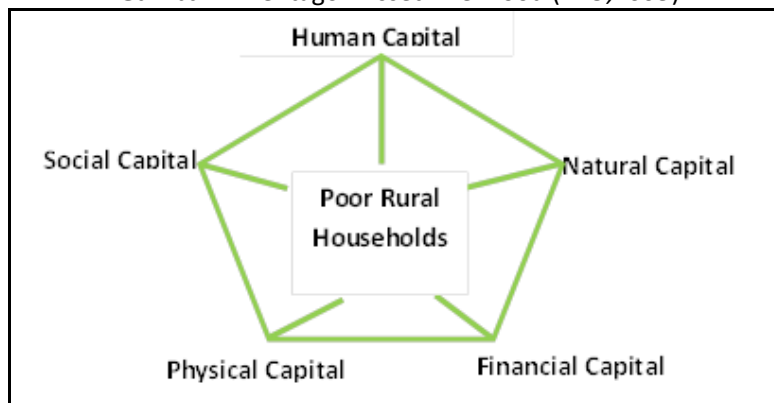 Human Capital
Social Capital
Natural Capital
Poor Rural
Households
Physical Capital
Financial Capital